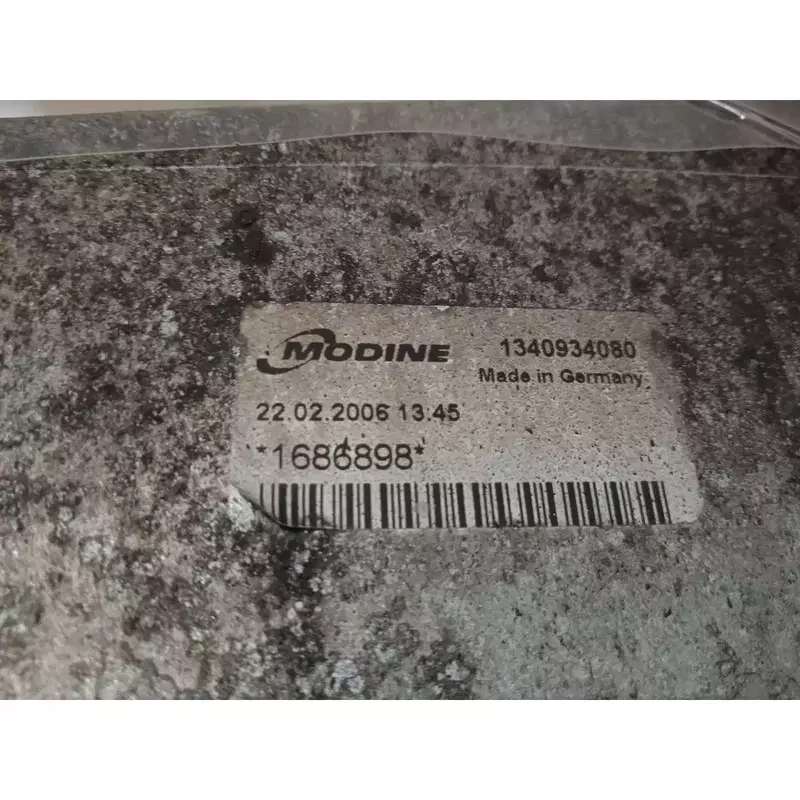 MODINE 1340934080
Made in Germany
22.02.2006 13:45
*1686898*